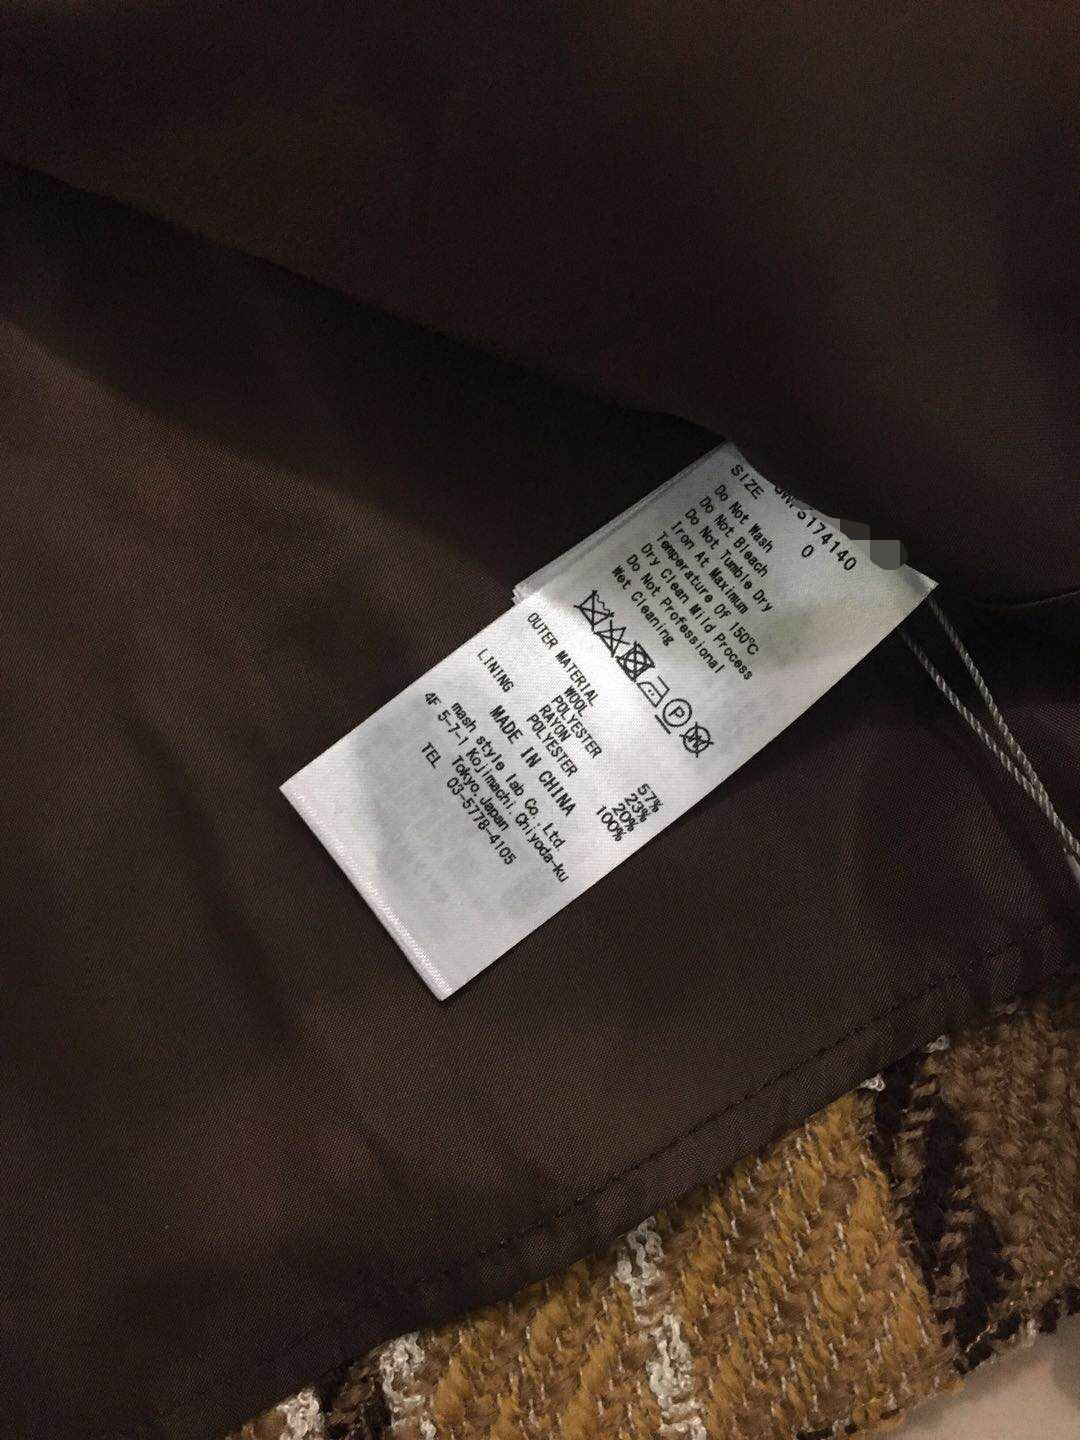 S174140
SIZE 0
Do Not Wash
Do Not Bleach
Do Not Tumble Dry
Iron At Maximum
Temperature Of 150°C
Dry Clean Mild Process
Do Not Professional
Wet Cleaning
P
W
OUTER MATERIAL
WOOL 57%
POLYESTER 23%
RAYON 20%
LINING POLYESTER 100%
MADE IN CHINA
mash style lab Co.,Ltd.
4F 5-7-1 Kojimachi,Chiyoda-ku
Tokyo,Japan
TEL 03-5778-4105